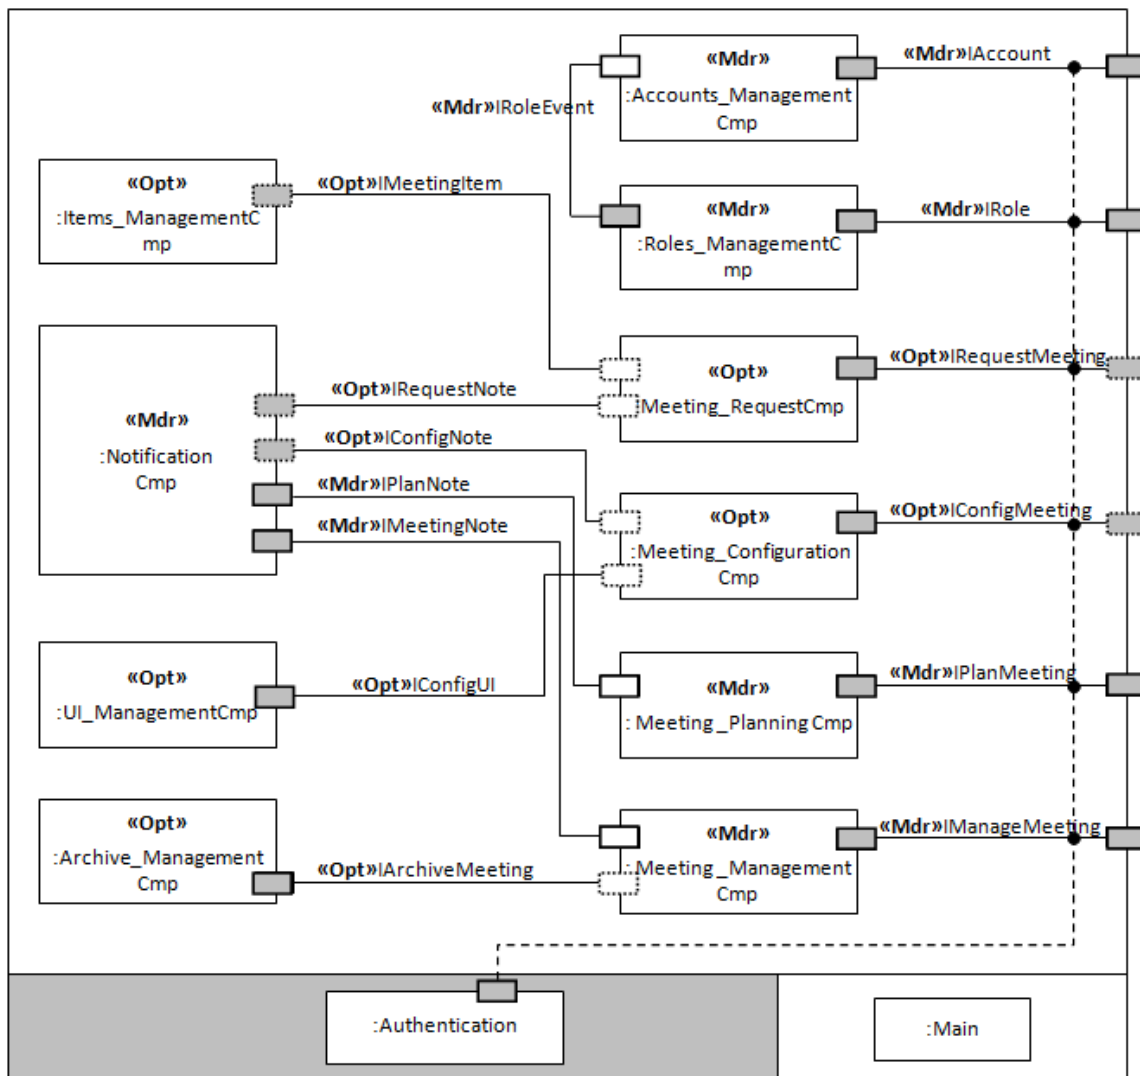 «Mdr»
:Accounts_Management
Cmp
«Mdr»IAccount
«Mdr»IRoleEvent
«Opt»
:Items_ManagementC
mp
«Opt»IMeetingItem
«Mdr»
:Roles_ManagementC
mp
«Mdr»IRole
«Mdr»
:Notification
Cmp
«Opt»IRequestNote
«Opt»IConfigNote
«Mdr»IPlanNote
«Mdr»IMeetingNote
«Opt»
Meeting_RequestCmp
«Opt»IRequestMeeting
«Opt»
:Meeting_Configuration
Cmp
«Opt»IConfigMeeting
«Opt»
:UI_ManagementCmp
«Opt»IConfigUI
«Mdr»
: Meeting_Planning Cmp
«Mdr»IPlanMeeting
«Opt»
:Archive_Management
Cmp
«Opt»IArchiveMeeting
«Mdr»
:Meeting_Management
Cmp
«Mdr»IManageMeeting
:Authentication
:Main